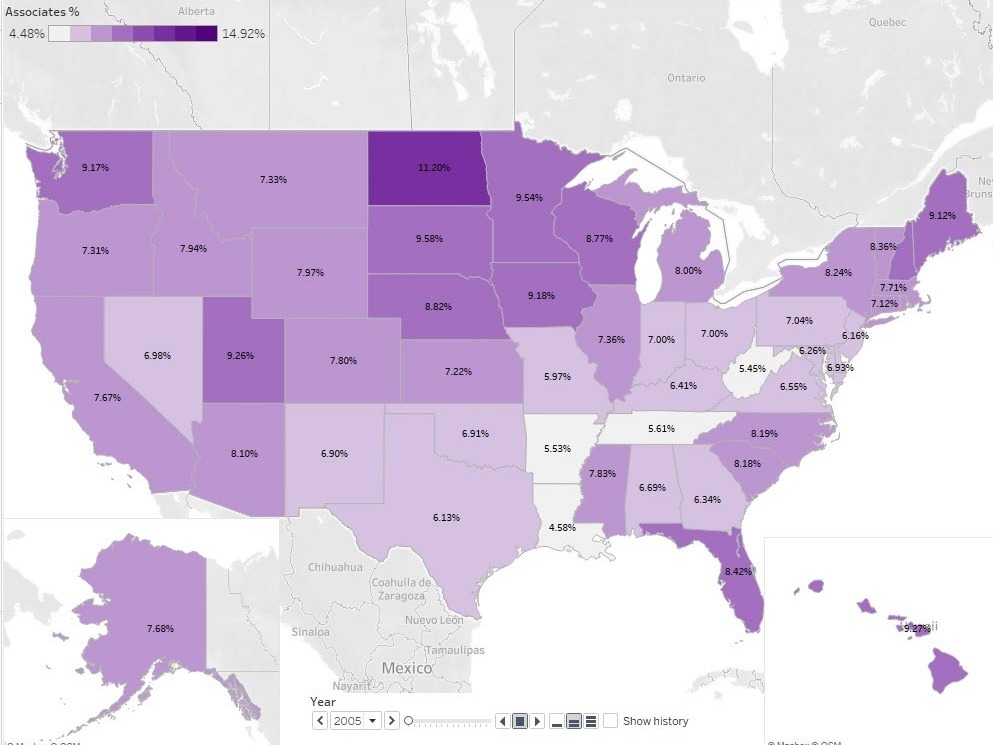 Associates %
4.48% 14.92%
Alberta
Quebec
Ontario
New
Bruns
9.17%
7.33%
11.20%
9.54%
9.12%
7.31%
7.94%
7.97%
9.58%
8.77%
8.00%
8.24%
8.36%
7.71%
7.12%
8.82%
9.18%
6.98%
9.26%
7.80%
7.22%
5.97%
7.36%
7.00%
7.00%
7.04%
6.16%
6.26%
6.93%
5.45%
6.55%
6.41%
7.67%
8.10%
6.90%
6.91%
5.53%
5.61%
8.19%
8.18%
7.83%
6.69%
6.34%
6.13%
4.58%
8.42%
7.68%
9.27%
Chihuahua
Coahuila de
Zaragoza
Nuevo León
Sinaloa
Tamaulipas
Mexico
Nayarit
Year
2005
Show history
© Mapbox © OSM
© Mapbox © OSM